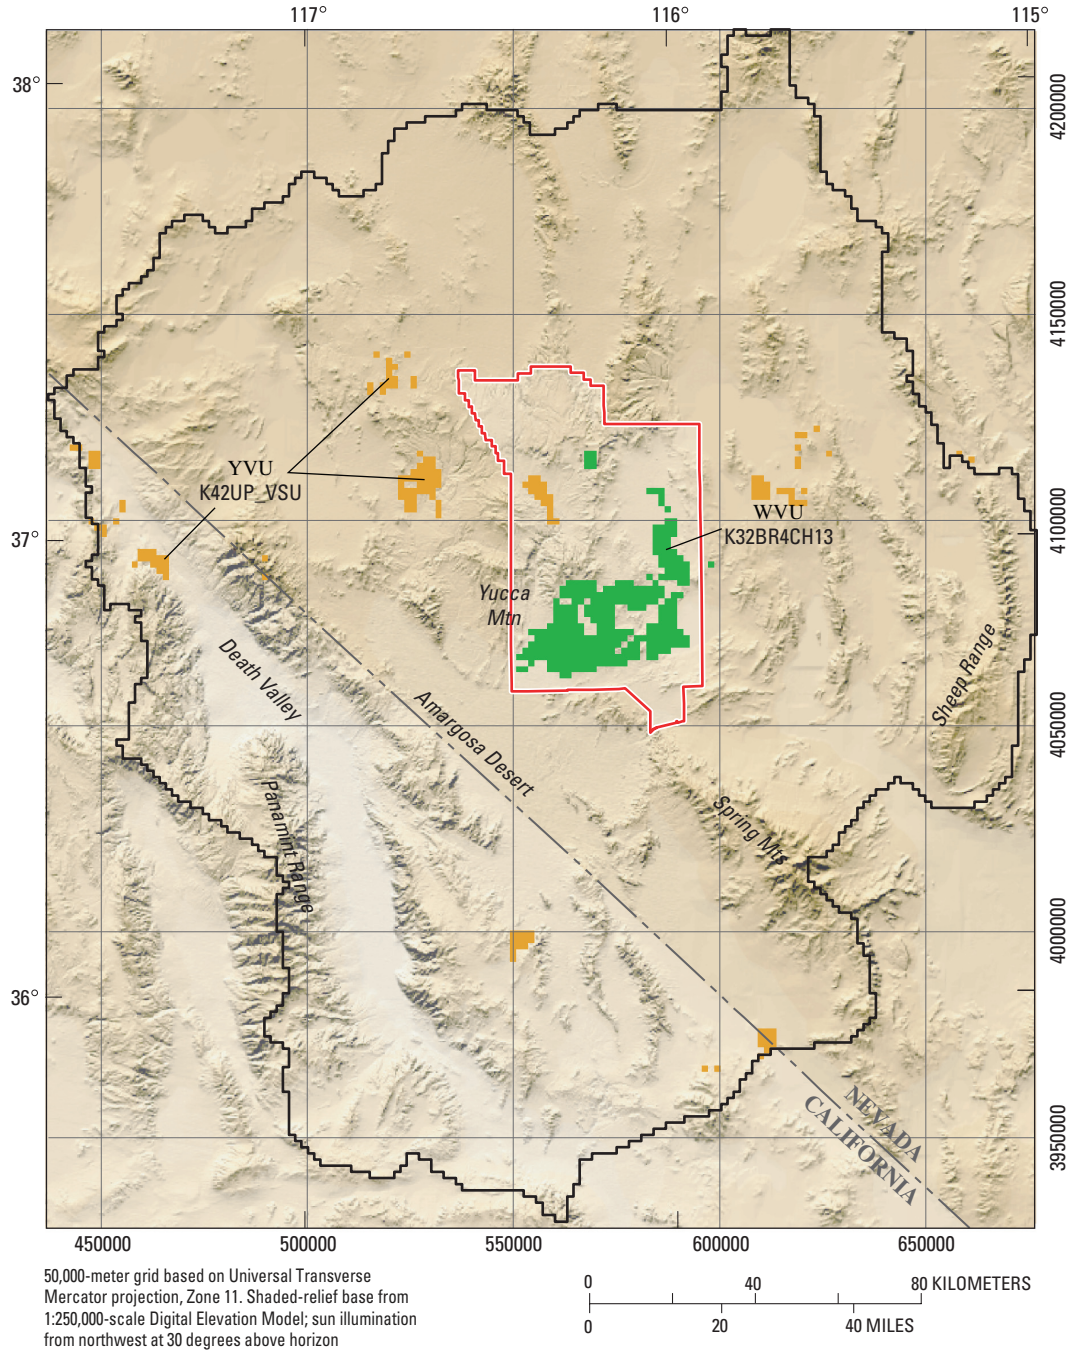 117°
116°
115°
38°
37°
36°
4200000
4150000
4100000
4050000
4000000
3950000
YVU
K42UP_VSU
WVU
K32BR4CH13
Yucca
Mtn
Death Valley
Amargosa Desert
Panamint Range
Spring Mts
Sheep Range
NEVADA
CALIFORNIA
450000
500000
550000
600000
650000
50,000-meter grid based on Universal Transverse
Mercator projection, Zone 11. Shaded-relief base from
1:250,000-scale Digital Elevation Model; sun illumination
from northwest at 30 degrees above horizon
0 40 80 KILOMETERS
0 20 40 MILES